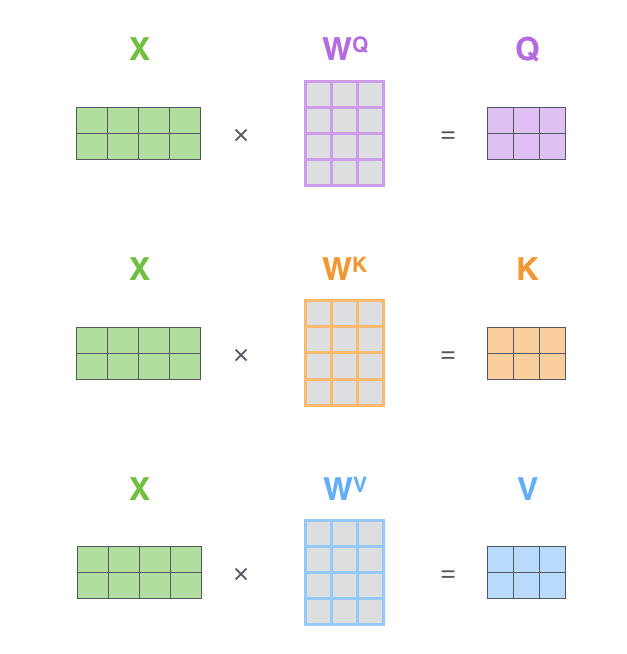 X W^Q Q
× =
X W^K K
× =
X W^V V
× =